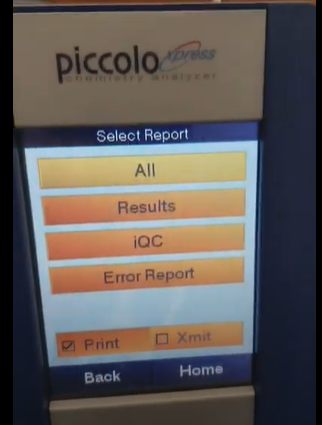 piccolo xpress
chemistry analyzer
Select Report
All
Results
iQC
Error Report
Print Xmit
Back Home